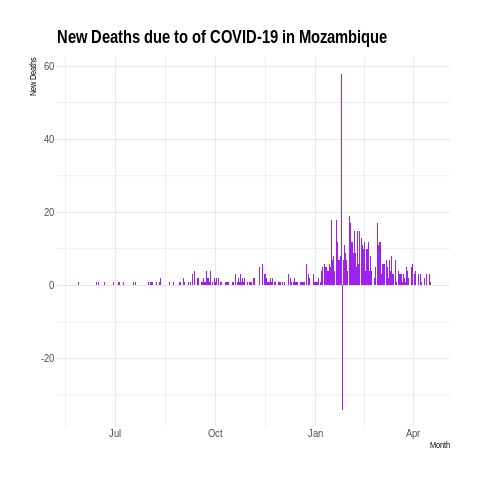 New Deaths due to of COVID-19 in Mozambique
New Deaths
60
40
20
0
-20
Jul Oct Jan Apr
Month